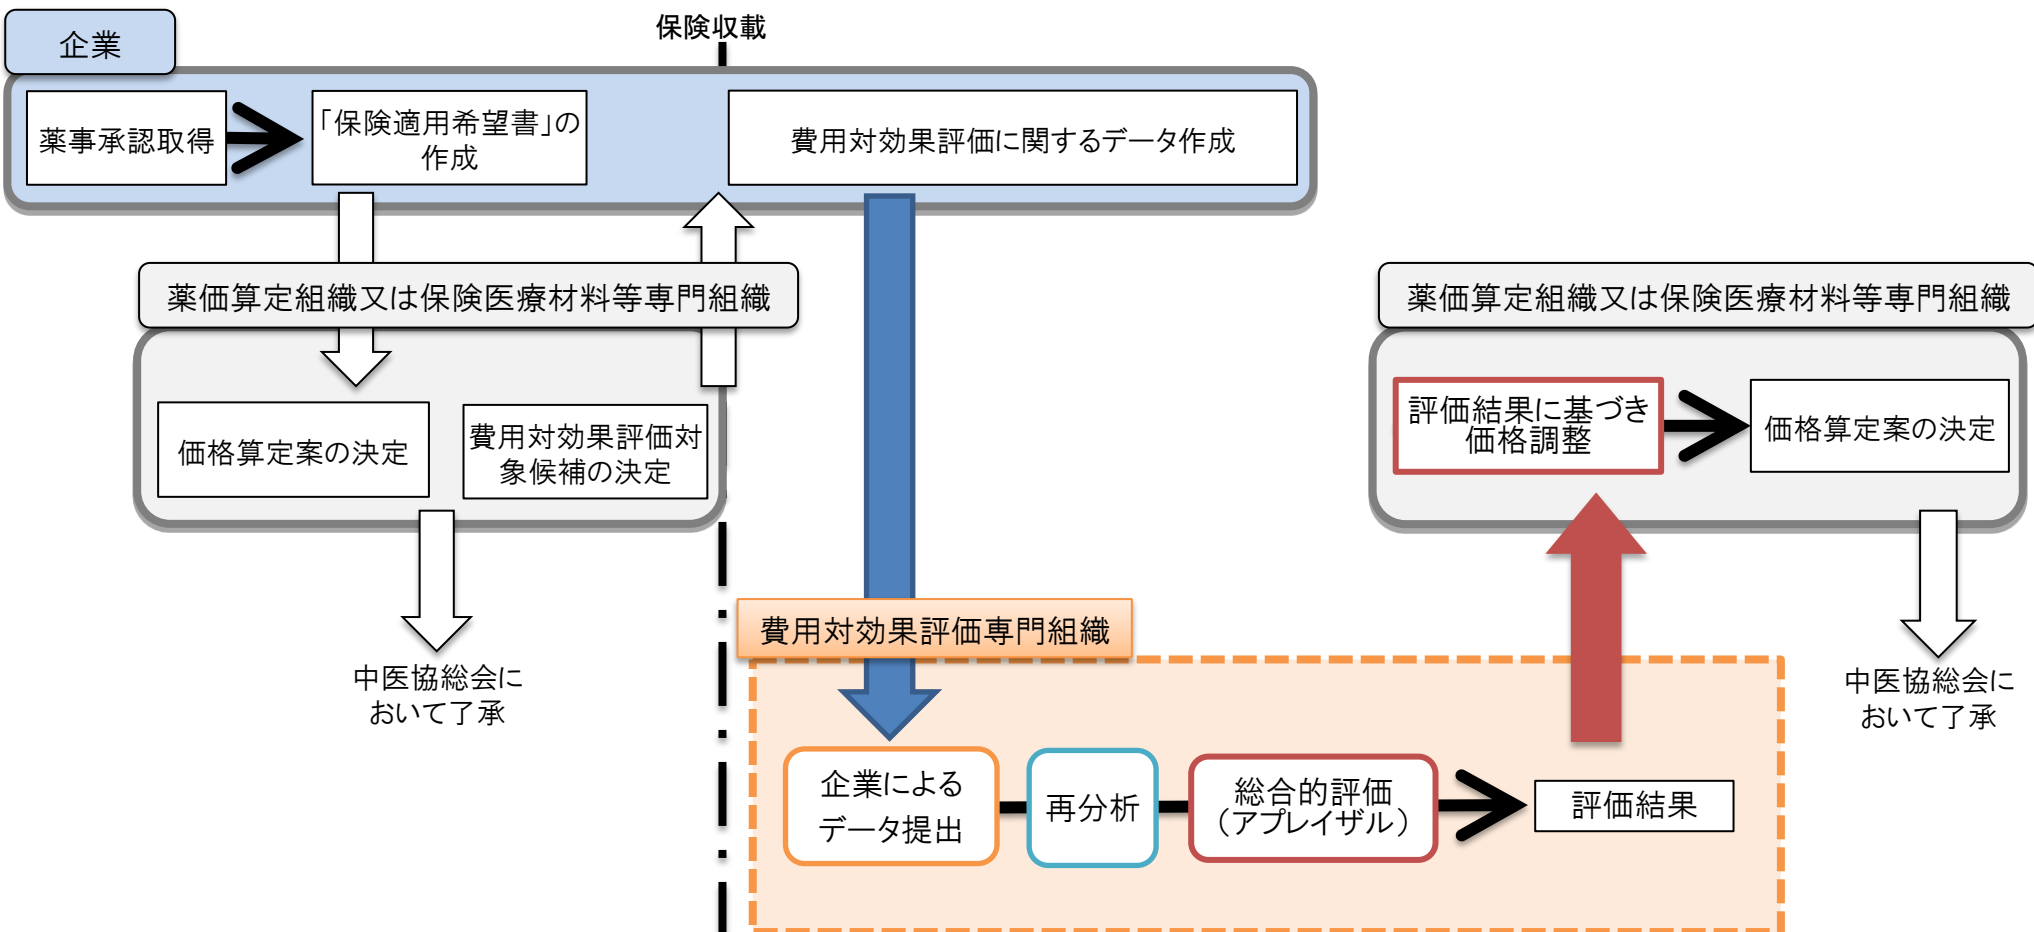 保険収載
企業
薬事承認取得
「保険適用希望書」の
作成
費用対効果評価に関するデータ作成
薬価算定組織又は保険医療材料等専門組織
価格算定案の決定
費用対効果評価対
象候補の決定
中医協総会に
おいて了承
薬価算定組織又は保険医療材料等専門組織
評価結果に基づき
価格調整
価格算定案の決定
中医協総会に
おいて了承
費用対効果評価専門組織
企業による
データ提出
再分析
総合的評価
（アプレイザル）
評価結果